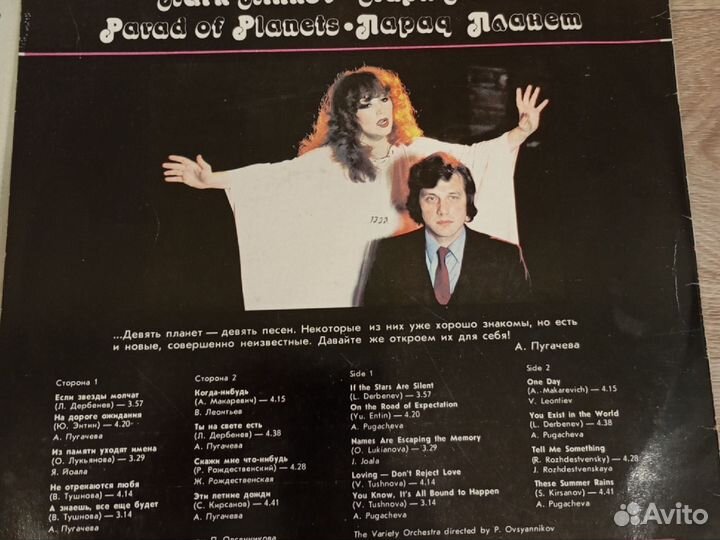 Parad of Planets • Парад Планет
1393
...Девять планет — девять песен. Некоторые из них уже хорошо знакомы, но есть
и новые, совершенно неизвестные. Давайте же откроем их для себя!
А. Пугачева
Сторона 1
Если звезды молчат
(Л. Дербенев) — 3.57
На дороге ожидания
(Ю. Энтин) — 4.20
А. Пугачева
Из памяти уходят имена
(О. Лукьянова) — 3.29
Я. Йоала
Не отрекаются любя
(В. Тушнова) — 4.14
А знаешь, все еще будет
(В. Тушнова) — 3.14
А. Пугачева
Сторона 2
Когда-нибудь
(А. Макаревич) — 4.15
В. Леонтьев
Ты на свете есть
(Л. Дербенев) — 4.38
А. Пугачева
Скажи мне что-нибудь
(Р. Рождественский) — 4.28
Ж. Рождественская
Эти летние дожди
(С. Кирсанов) — 4.41
А. Пугачева
Side 1
If the Stars Are Silent
(L. Derbenev) — 3.57
On the Road of Expectation
(Yu. Entin) — 4.20
A. Pugacheva
Names Are Escaping the Memory
(O. Lukianova) — 3.29
J. Joala
Loving — Don't Reject Love
(V. Tushnova) — 4.14
You Know, It's All Bound to Happen
(V. Tushnova) — 3.14
A. Pugacheva
Side 2
One Day
(A. Makarevich) — 4.15
V. Leontiev
You Exist in the World
(L. Derbenev) — 4.38
A. Pugacheva
Tell Me Something
(R. Rozhdestvensky) — 4.28
J. Rozhdestvenskaya
These Summer Rains
(S. Kirsanov) — 4.41
A. Pugacheva
The Variety Orchestra directed by P. Ovsyannikov
Avito